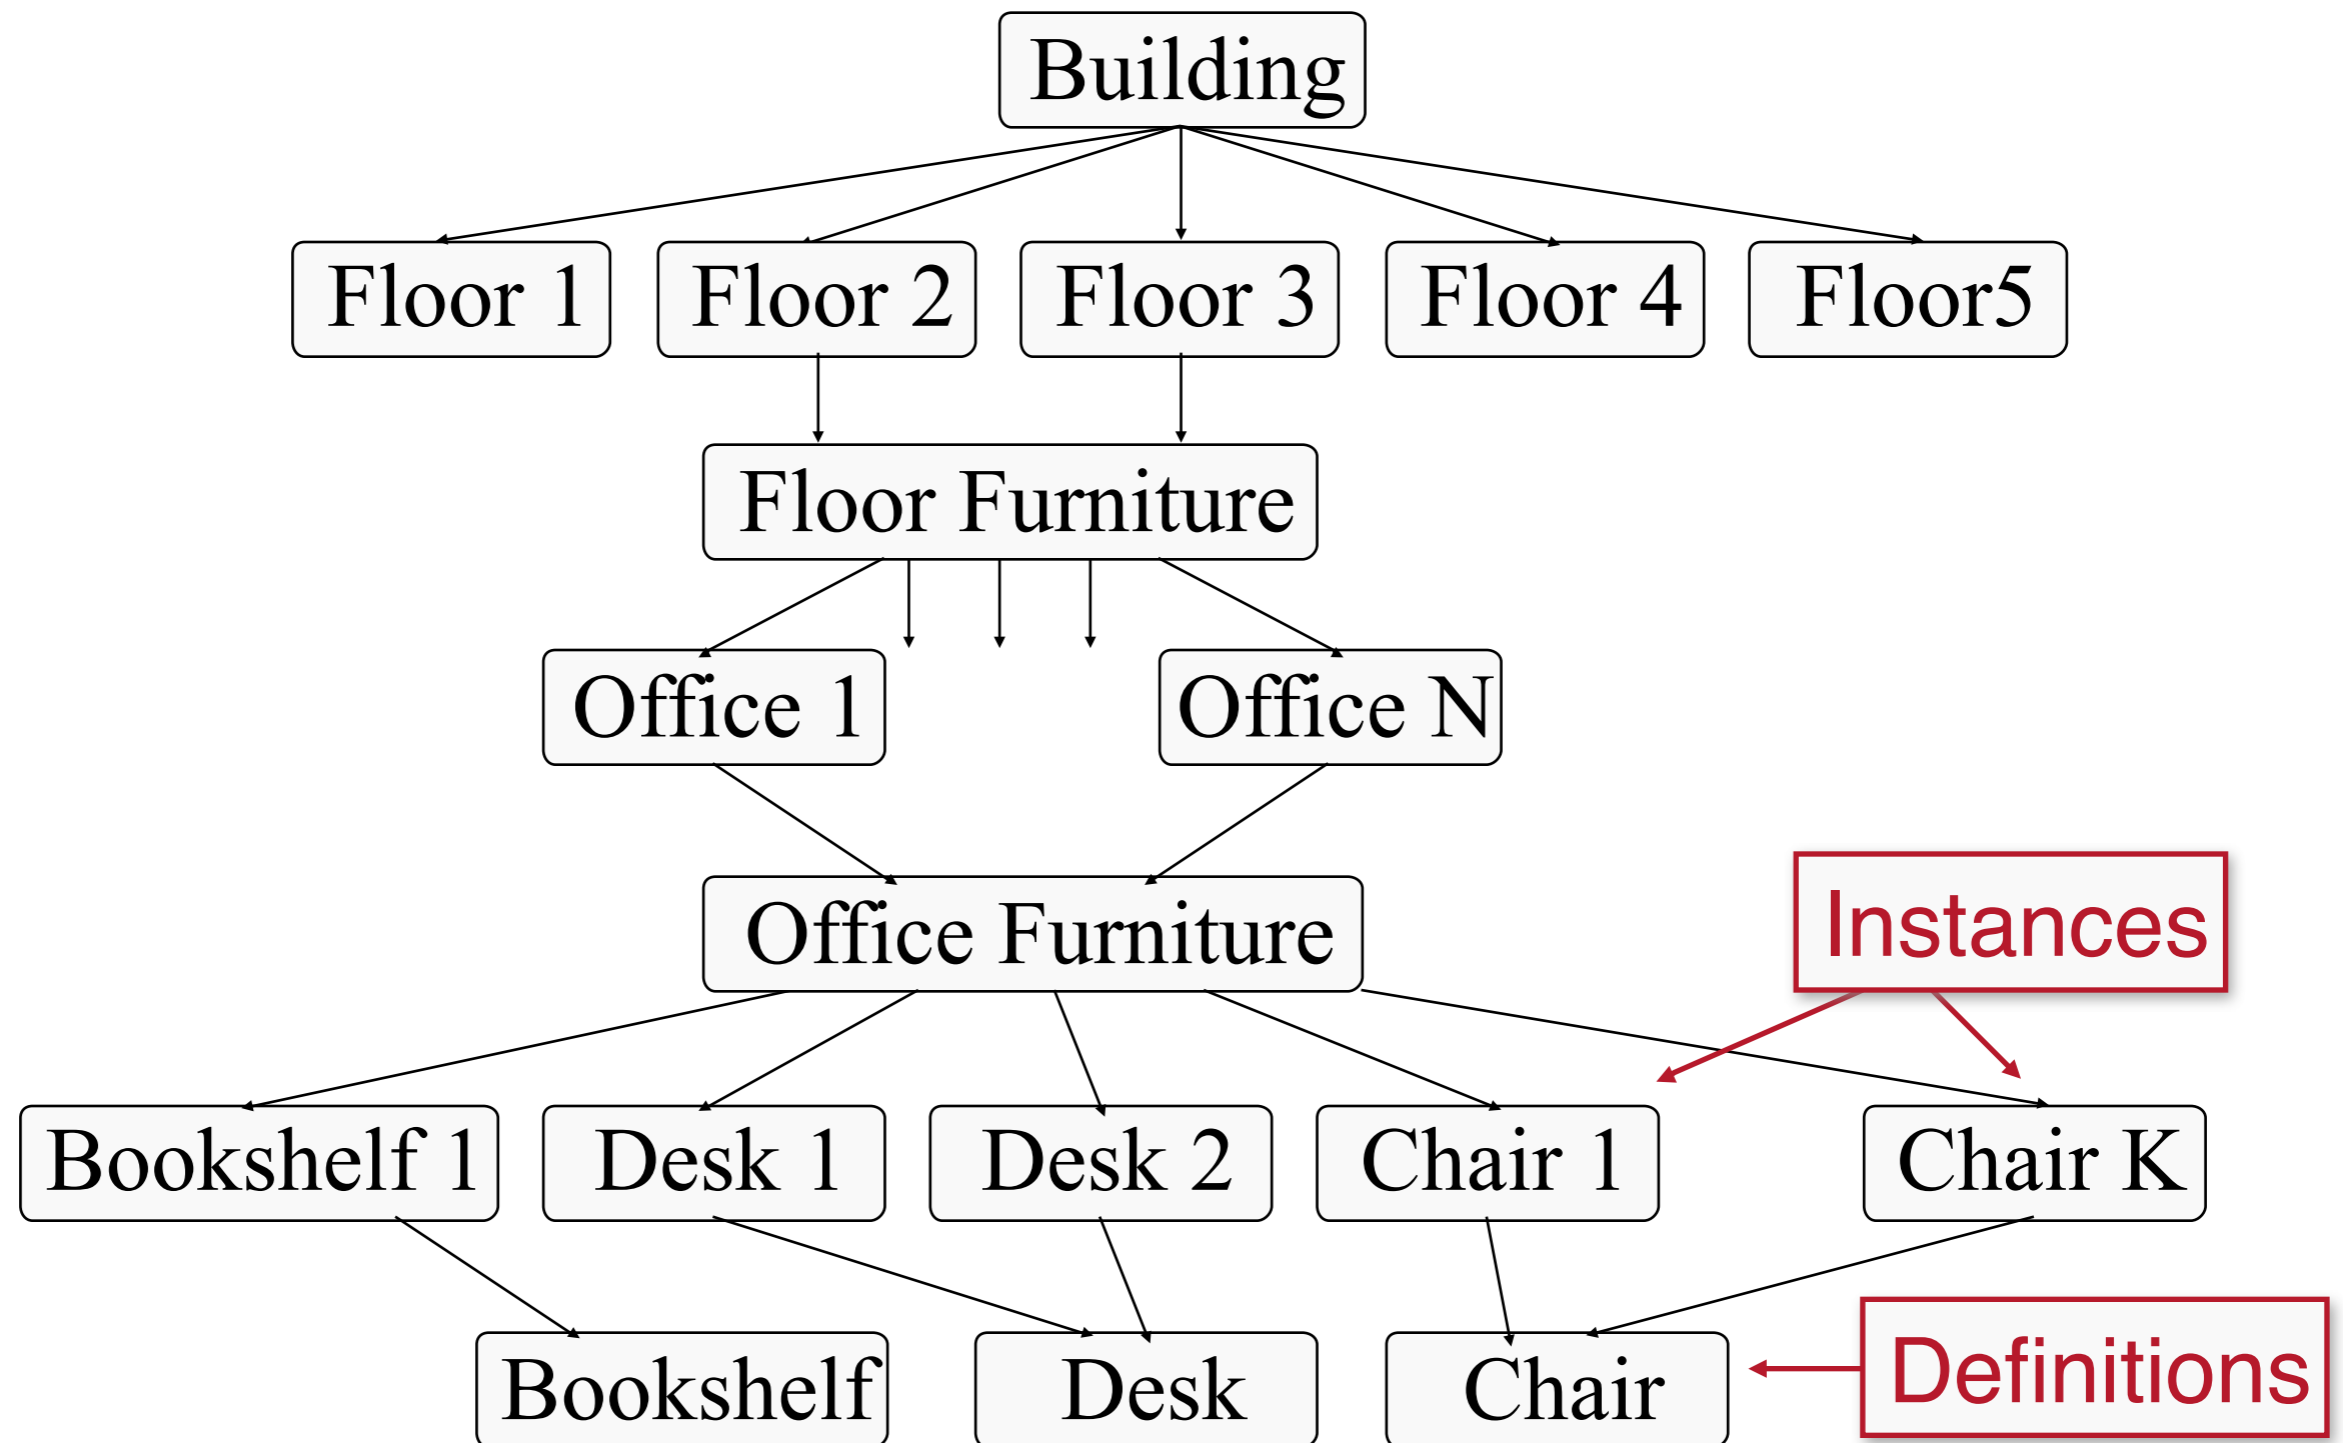 Building
Floor 1
Floor 2
Floor 3
Floor 4
Floor5
Floor Furniture
Office 1
Office N
Office Furniture
Instances
Bookshelf 1
Desk 1
Desk 2
Chair 1
Chair K
Bookshelf
Desk
Chair
Definitions